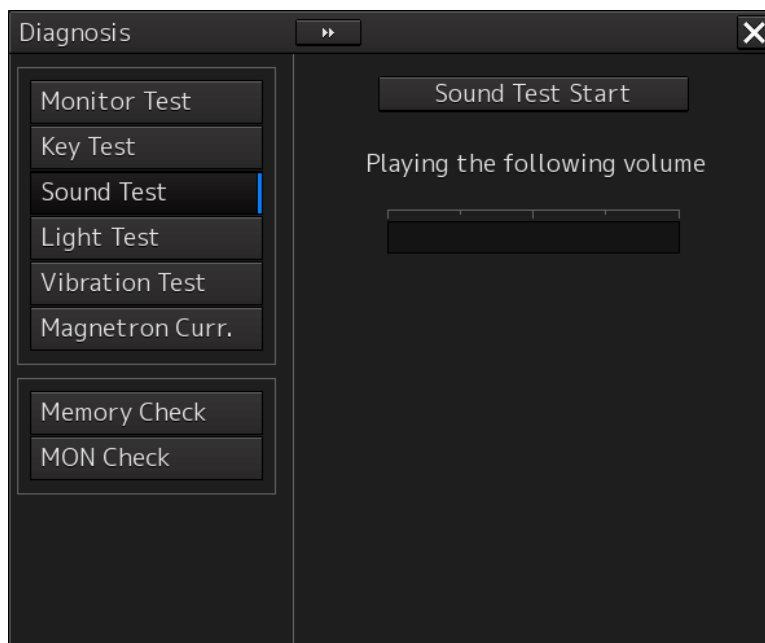 Diagnosis
Monitor Test
Key Test
Sound Test
Light Test
Vibration Test
Magnetron Curr.
Memory Check
MON Check
Sound Test Start
Playing the following volume